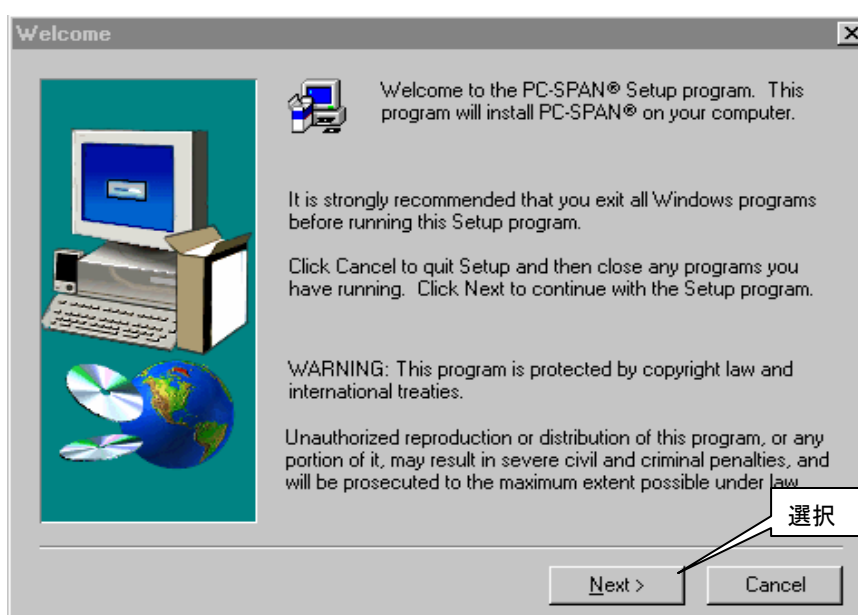 Welcome
Welcome to the PC-SPAN® Setup program. This
program will install PC-SPAN® on your computer.
It is strongly recommended that you exit all Windows programs
before running this Setup program.
Click Cancel to quit Setup and then close any programs you
have running. Click Next to continue with the Setup program.
WARNING: This program is protected by copyright law and
international treaties.
Unauthorized reproduction or distribution of this program, or any
portion of it, may result in severe civil and criminal penalties, and
will be prosecuted to the maximum extent possible under law.
選択
Next >
Cancel